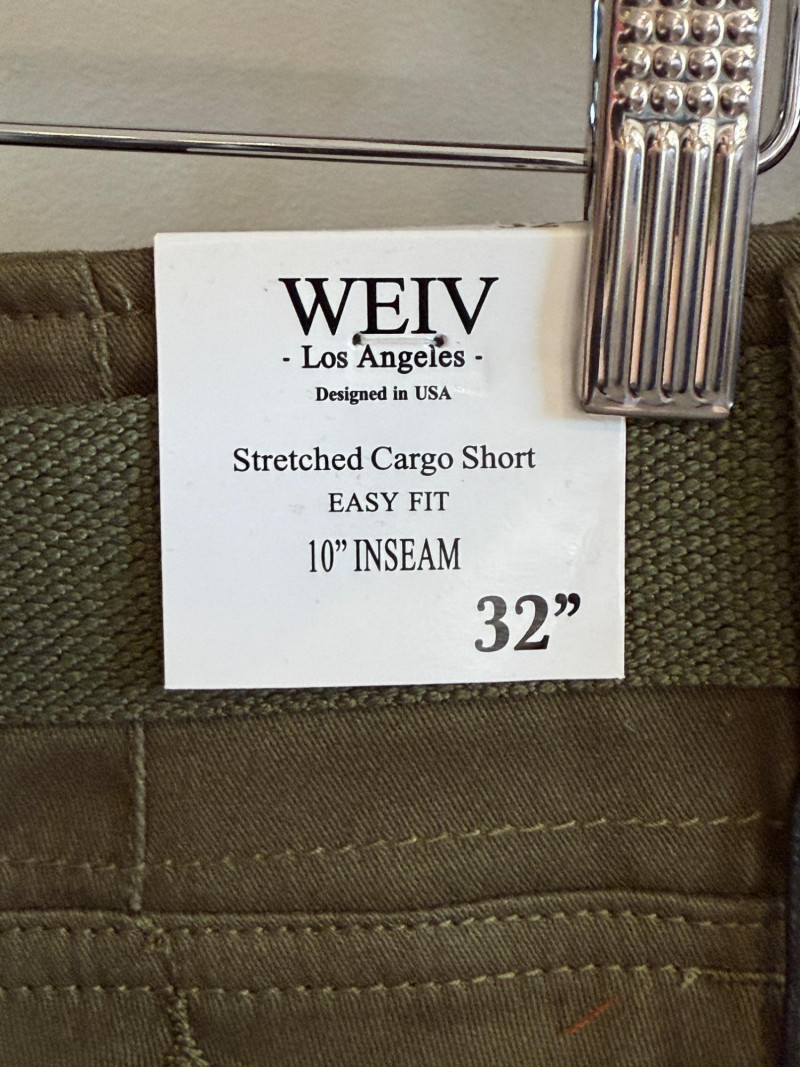 WEIV
- Los Angeles -
Designed in USA
Stretched Cargo Short
EASY FIT
10” INSEAM
32”